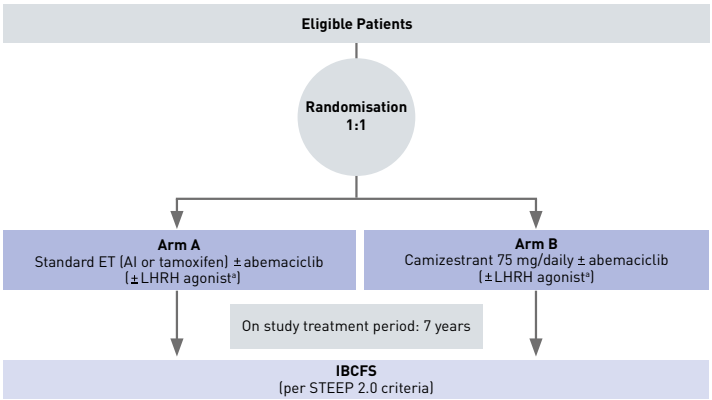 Eligible Patients
Randomisation
1:1
Arm A
Standard ET (AI or tamoxifen) ± abemaciclib
(±LHRH agonistᵃ)
Arm B
Camizestrant 75 mg/daily ± abemaciclib
(±LHRH agonistᵃ)
On study treatment period: 7 years
IBCFS
(per STEEP 2.0 criteria)